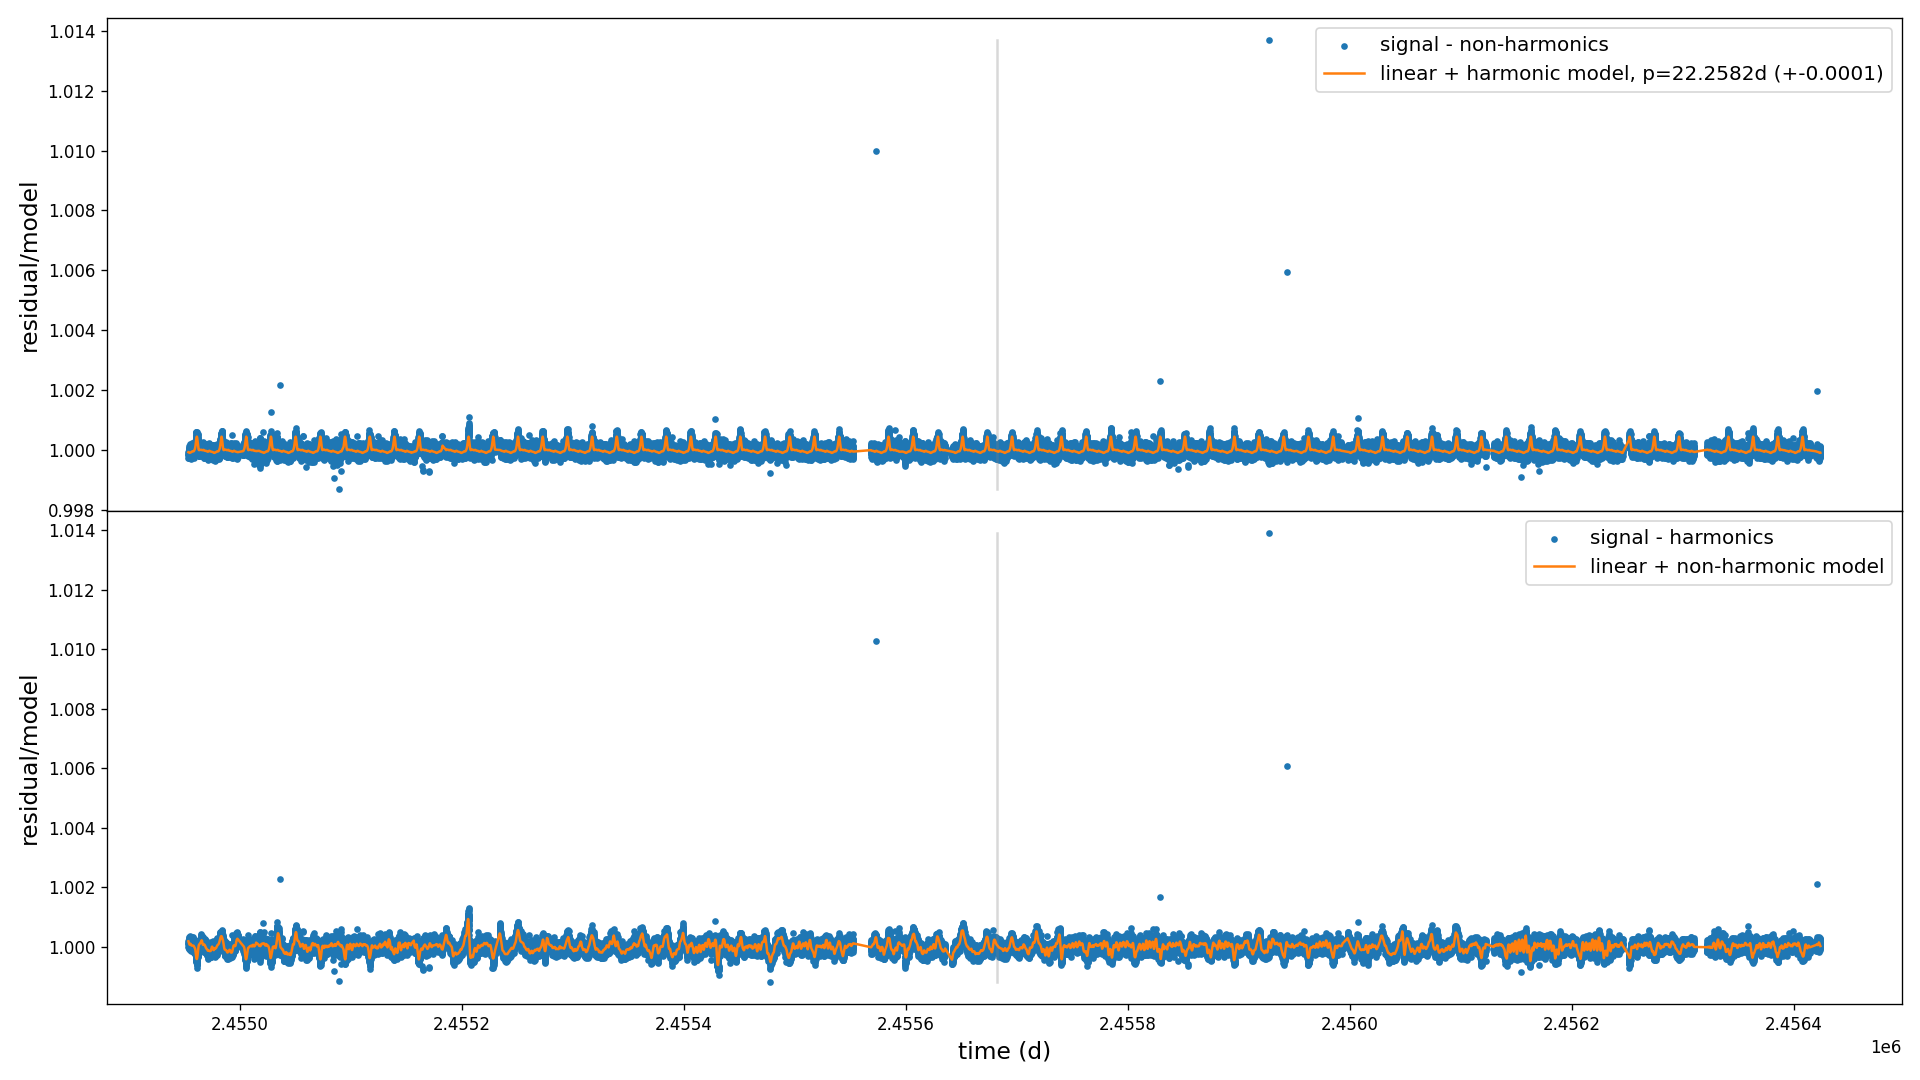 1.014
1.012
1.010
1.008
1.006
1.004
1.002
1.000
0.998
residual/model
signal - non-harmonics
linear + harmonic model, p=22.2582d (+-0.0001)
1.014
1.012
1.010
1.008
1.006
1.004
1.002
1.000
residual/model
signal - harmonics
linear + non-harmonic model
2.4550 2.4552 2.4554 2.4556 2.4558 2.4560 2.4562 2.4564
1e6
time (d)